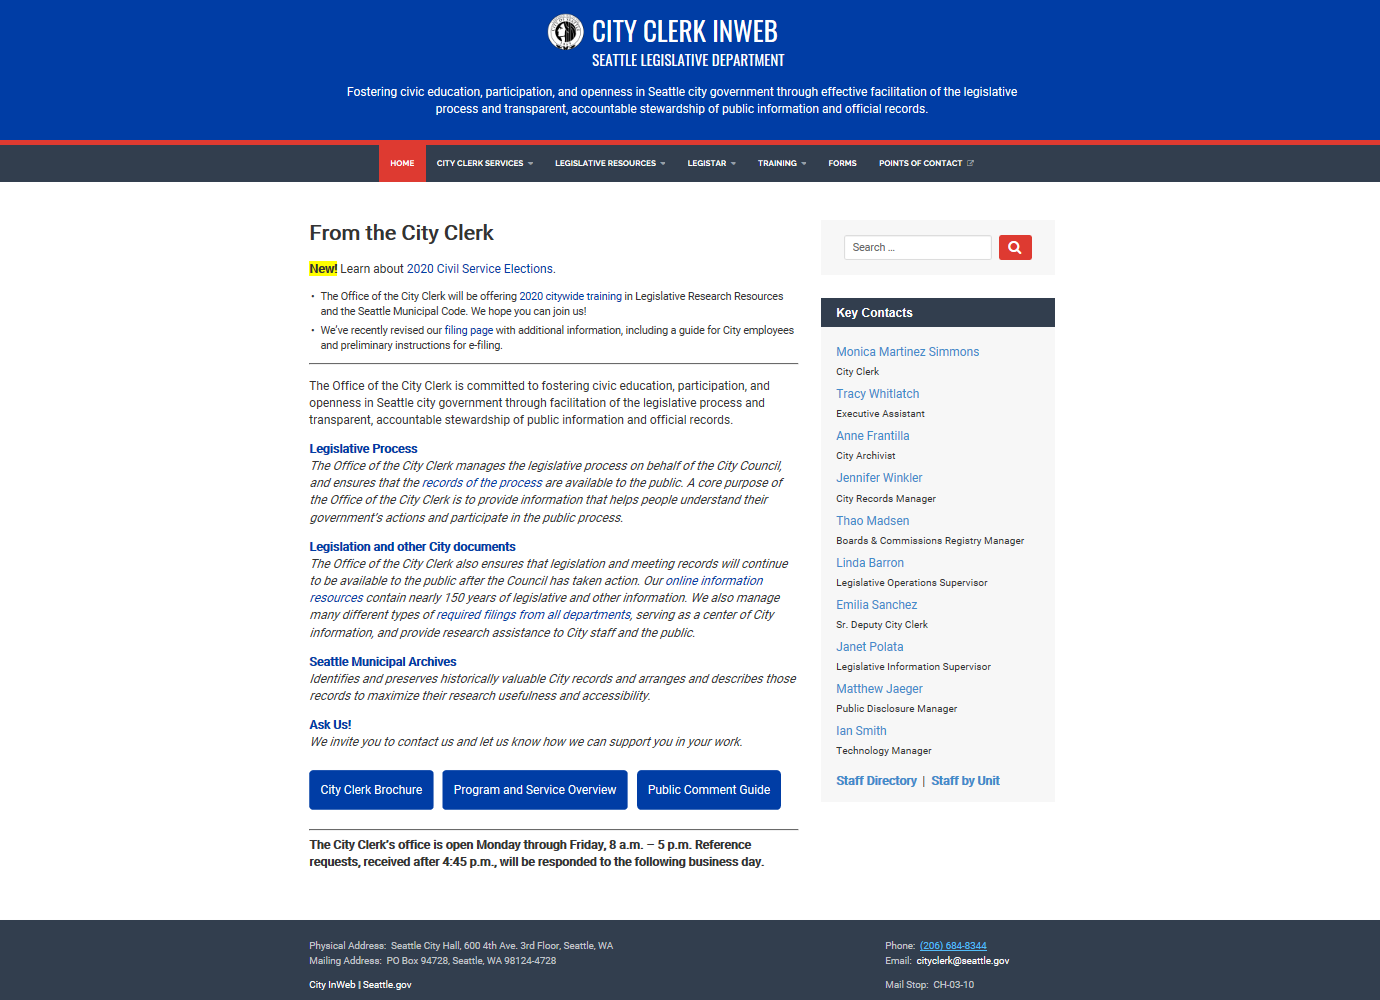 CITY CLERK INWEB
SEATTLE LEGISLATIVE DEPARTMENT
Fostering civic education, participation, and openness in Seattle city government through effective facilitation of the legislative
process and transparent, accountable stewardship of public information and official records.
HOME CITY CLERK SERVICES LEGISLATIVE RESOURCES LEGISTAR TRAINING FORMS POINTS OF CONTACT
From the City Clerk
New! Learn about 2020 Civil Service Elections.
• The Office of the City Clerk will be offering 2020 citywide training in Legislative Research Resources
and the Seattle Municipal Code. We hope you can join us!
• We've recently revised our filing page with additional information, including a guide for City employees
and preliminary instructions for e-filing.
The Office of the City Clerk is committed to fostering civic education, participation, and
openness in Seattle city government through facilitation of the legislative process and
transparent, accountable stewardship of public information and official records.
Legislative Process
The Office of the City Clerk manages the legislative process on behalf of the City Council,
and ensures that the records of the process are available to the public. A core purpose of
the Office of the City Clerk is to provide information that helps people understand their
government's actions and participate in the public process.
Legislation and other City documents
The Office of the City Clerk also ensures that legislation and meeting records will continue
to be available to the public after the Council has taken action. Our online information
resources contain nearly 150 years of legislative and other information. We also manage
many different types of required filings from all departments, serving as a center of City
information, and provide research assistance to City staff and the public.
Seattle Municipal Archives
Identifies and preserves historically valuable City records and arranges and describes those
records to maximize their research usefulness and accessibility.
Ask Us!
We invite you to contact us and let us know how we can support you in your work.
City Clerk Brochure
Program and Service Overview
Public Comment Guide
The City Clerk's office is open Monday through Friday, 8 a.m. – 5 p.m. Reference
requests, received after 4:45 p.m., will be responded to the following business day.
Search ...
Key Contacts
Monica Martinez Simmons
City Clerk
Tracy Whitlatch
Executive Assistant
Anne Frantilla
City Archivist
Jennifer Winkler
City Records Manager
Thao Madsen
Boards & Commissions Registry Manager
Linda Barron
Legislative Operations Supervisor
Emilia Sanchez
Sr. Deputy City Clerk
Janet Polata
Legislative Information Supervisor
Matthew Jaeger
Public Disclosure Manager
Ian Smith
Technology Manager
Staff Directory | Staff by Unit
Physical Address: Seattle City Hall, 600 4th Ave. 3rd Floor, Seattle, WA
Mailing Address: PO Box 94728, Seattle, WA 98124-4728
City InWeb | Seattle.gov
Phone: (206) 684-8344
Email: cityclerk@seattle.gov
Mail Stop: CH-03-10